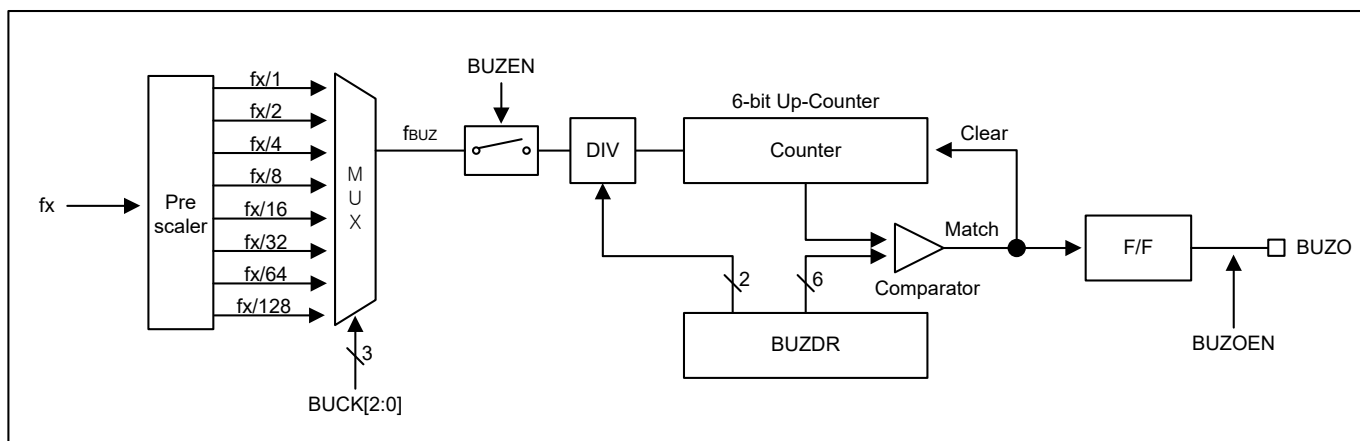 BUZEN
6-bit Up-Counter
fx/1
fx/2
fx/4
fx/8
fx/16
fx/32
fx/64
fx/128
fx
Pre
scaler
MUX
fBUZ
DIV
Counter
Clear
Match
Comparator
F/F
BUZO
BUZOEN
2
6
BUZDR
3
BUCK[2:0]